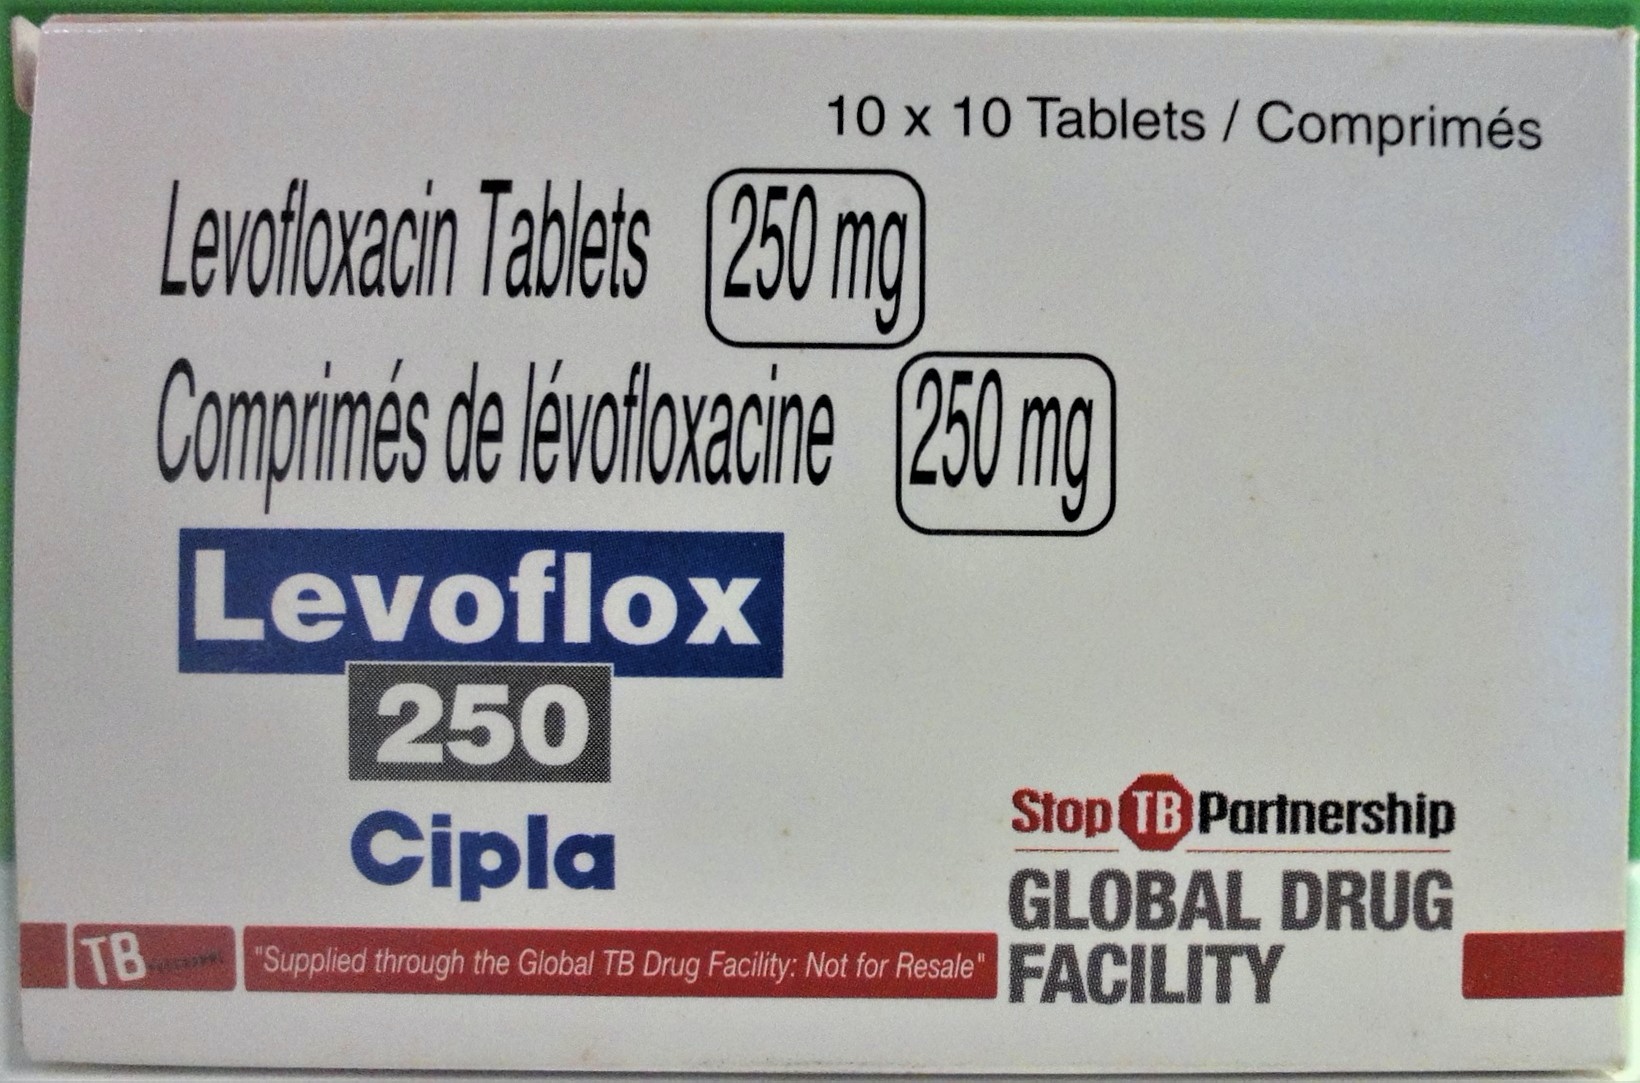 10 x 10 Tablets / Comprimés
Levofloxacin Tablets 250 mg
Comprimés de lévofloxacine 250 mg
Levoflox
250
Cipla
Stop TB Partnership
GLOBAL DRUG
FACILITY
TB
"Supplied through the Global TB Drug Facility: Not for Resale"